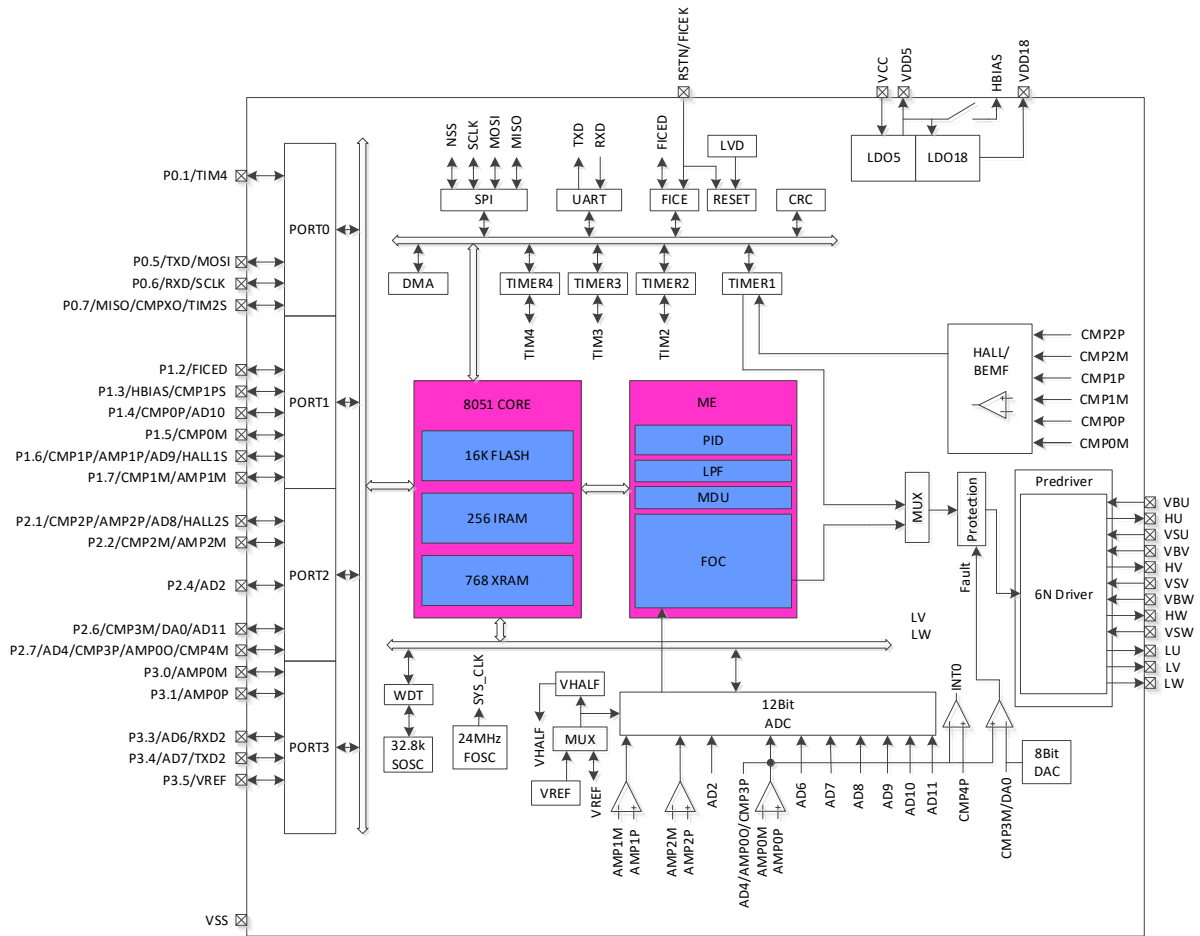 RSTN/FICEK
VCC
VDD5
HBIAS
VDD18
NSS
SCLK
MOSI
MISO
TXD
RXD
FICED
LVD
LDO5
LDO18
SPI
UART
FICE
RESET
CRC
DMA
TIMER4
TIMER3
TIMER2
TIMER1
TIM4
TIM3
TIM2
P0.1/TIM4
P0.5/TXD/MOSI
P0.6/RXD/SCLK
P0.7/MISO/CMPXO/TIM2S
P1.2/FICED
P1.3/HBIAS/CMP1PS
P1.4/CMP0P/AD10
P1.5/CMP0M
P1.6/CMP1P/AMP1P/AD9/HALL1S
P1.7/CMP1M/AMP1M
P2.1/CMP2P/AMP2P/AD8/HALL2S
P2.2/CMP2M/AMP2M
P2.4/AD2
P2.6/CMP3M/DA0/AD11
P2.7/AD4/CMP3P/AMP0O/CMP4M
P3.0/AMP0M
P3.1/AMP0P
P3.3/AD6/RXD2
P3.4/AD7/TXD2
P3.5/VREF
VSS
PORT0
PORT1
PORT2
PORT3
8051 CORE
16K FLASH
256 IRAM
768 XRAM
ME
PID
LPF
MDU
FOC
HALL/
BEMF
CMP2P
CMP2M
CMP1P
CMP1M
CMP0P
CMP0M
MUX
Protection
Fault
Predriver
6N Driver
VBU
HU
VSU
VBV
HV
VSV
VBW
HW
VSW
LU
LV
LW
LV
LW
WDT
32.8k
SOSC
SYS_CLK
24MHz
FOSC
VHALF
VHALF
MUX
VREF
VREF
12Bit
ADC
INT0
8Bit
DAC
AMP1M
AMP1P
AMP2M
AMP2P
AD2
AD4/AMP0O/CMP3P
AMP0M
AMP0P
AD6
AD7
AD8
AD9
AD10
AD11
CMP4P
CMP3M/DA0